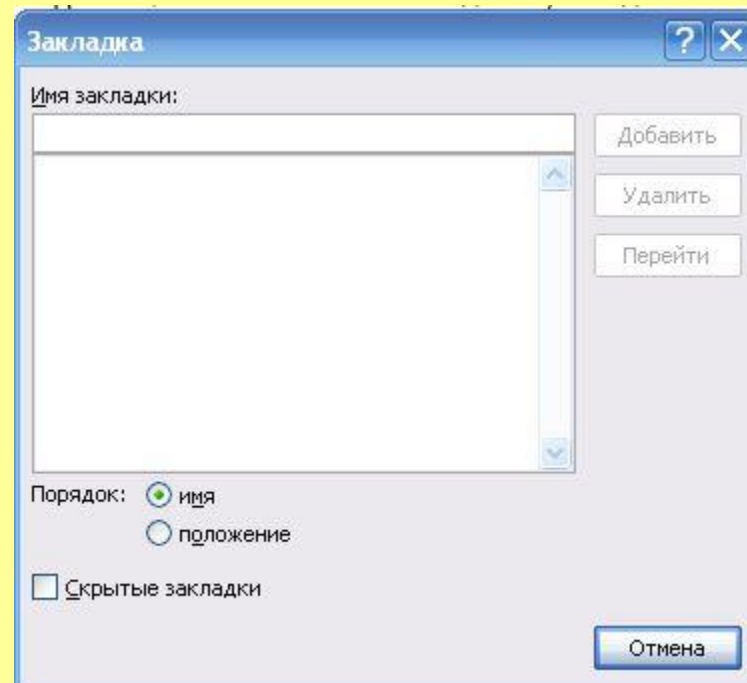 Закладка
Имя закладки:
Добавить
Удалить
Перейти
Порядок:
имя
положение
Скрытые закладки
Отмена